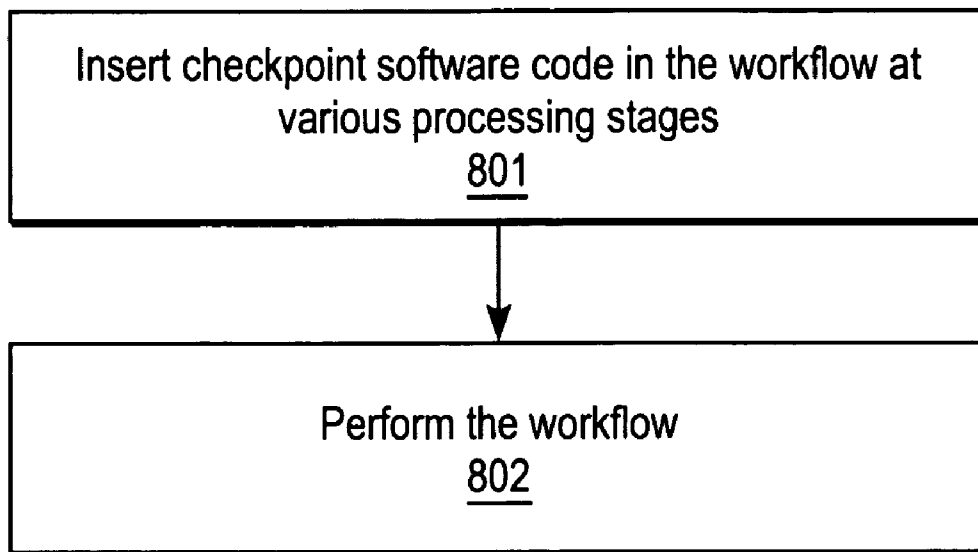 Insert checkpoint software code in the workflow at
various processing stages
801
Perform the workflow
802